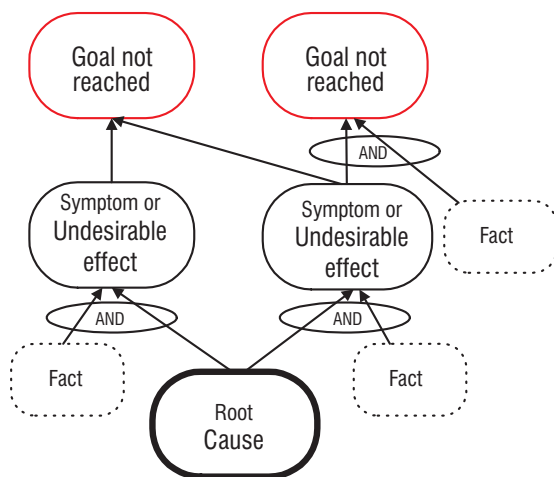 Goal not
reached
Goal not
reached
AND
Symptom or
Undesirable
effect
Symptom or
Undesirable
effect
Fact
AND
AND
Fact
Root
Cause
Fact